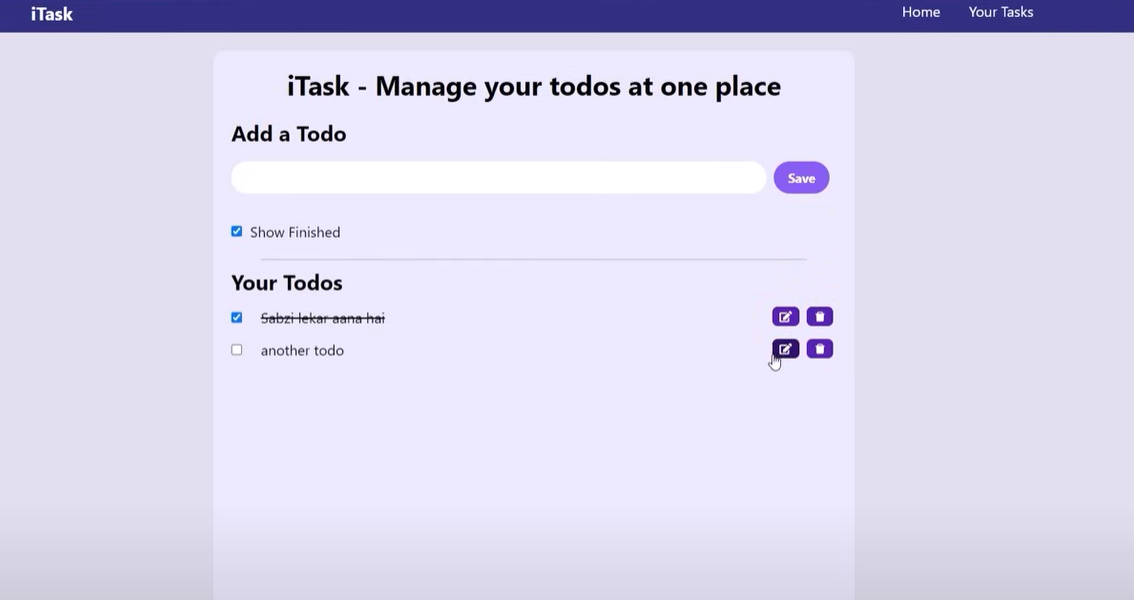 iTask
Home Your Tasks
iTask - Manage your todos at one place
Add a Todo
Save
Show Finished
Your Todos
Sabzi lekar aana hai
another todo